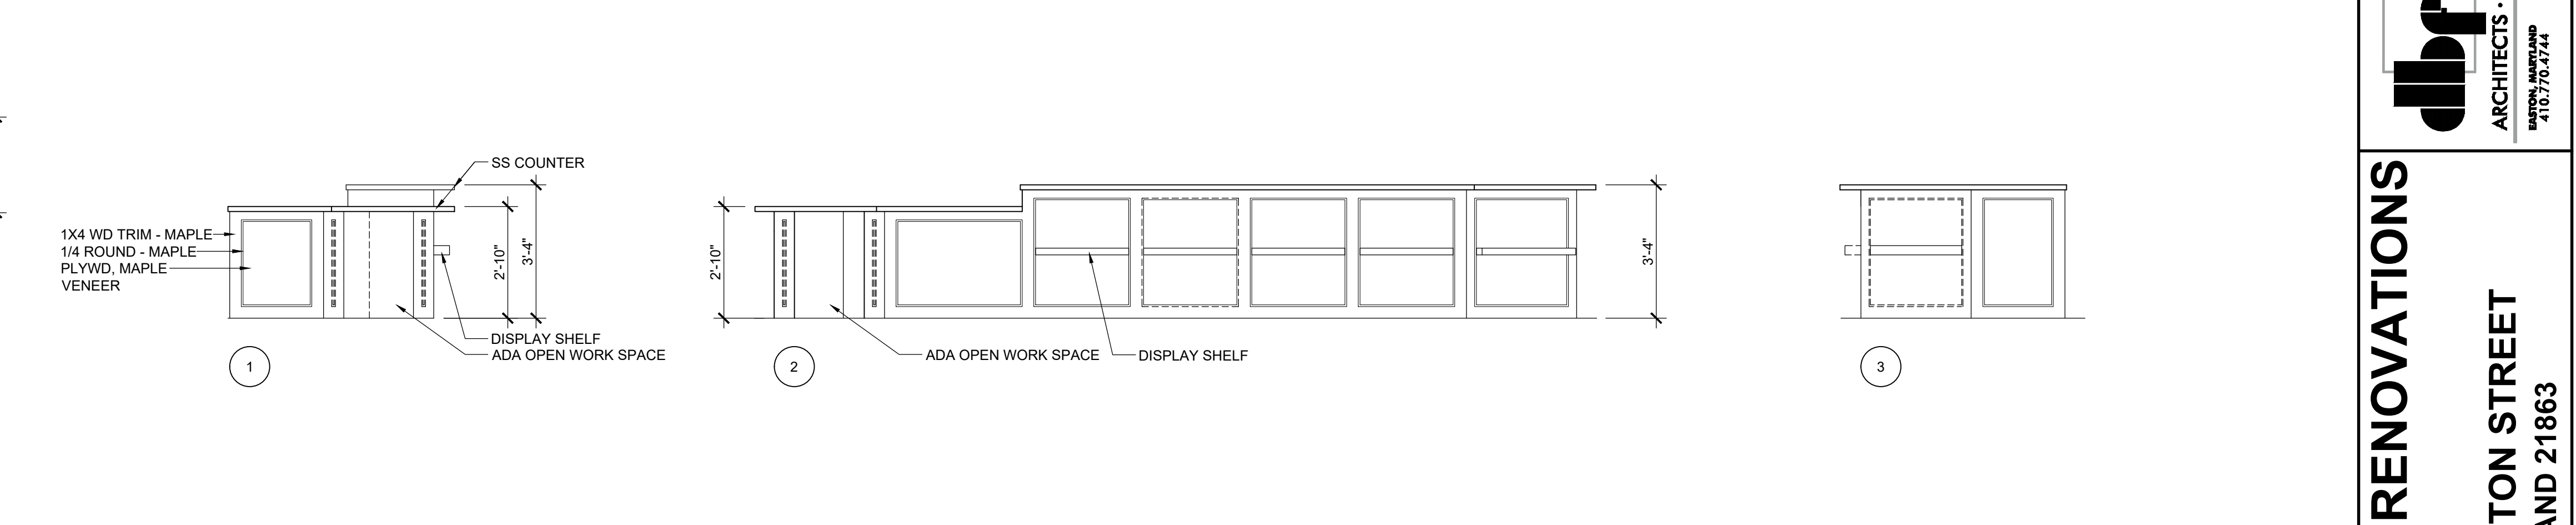 SS COUNTER
1X4 WD TRIM - MAPLE
1/4 ROUND - MAPLE
PLYWD, MAPLE
VENEER
2'-10"
3'-4"
DISPLAY SHELF
ADA OPEN WORK SPACE
1
2'-10"
3'-4"
ADA OPEN WORK SPACE
DISPLAY SHELF
2
3
dbf
ARCHITECTS •
EASTON, MARYLAND
410.770.4744
RENOVATIONS
TON STREET
AND 21863